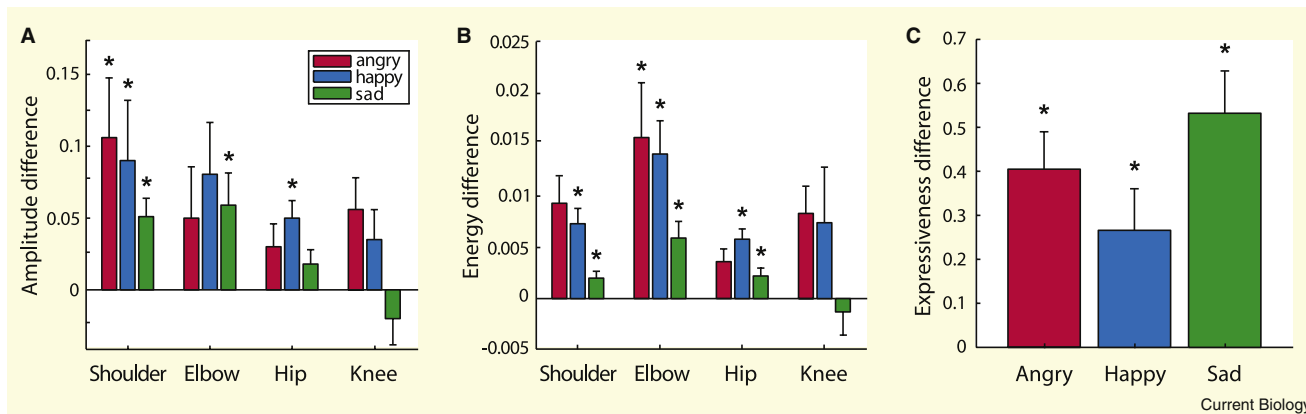 A
Amplitude difference
0.15
0.1
0.05
0
* * * * *
angry
happy
sad
Shoulder Elbow Hip Knee
B
Energy difference
0.025
0.02
0.015
0.010
0.005
0
-0.005
* * * * * * *
Shoulder Elbow Hip Knee
C
Expressiveness difference
0.7
0.6
0.5
0.4
0.3
0.2
0.1
0
* * *
Angry Happy Sad
Current Biology